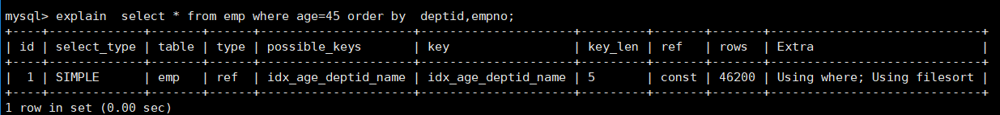 mysql> explain  select * from emp where age=45 order by  deptid,empno;
+----+-------------+-------+------+---------------------+---------------------+---------+-------+-------+-----------------------------+
| id | select_type | table | type | possible_keys       | key                 | key_len | ref   | rows  | Extra                       |
+----+-------------+-------+------+---------------------+---------------------+---------+-------+-------+-----------------------------+
|  1 | SIMPLE      | emp   | ref  | idx_age_deptid_name | idx_age_deptid_name | 5       | const | 46200 | Using where; Using filesort |
+----+-------------+-------+------+---------------------+---------------------+---------+-------+-------+-----------------------------+
1 row in set (0.00 sec)